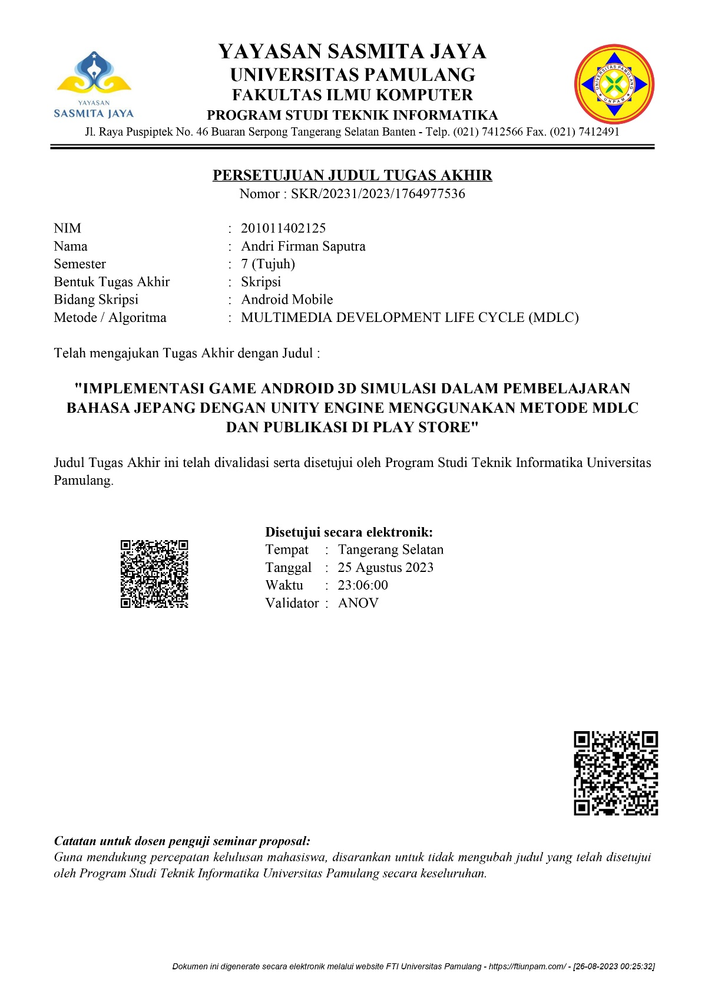 YAYASAN SASMITA JAYA
UNIVERSITAS PAMULANG
FAKULTAS ILMU KOMPUTER
PROGRAM STUDI TEKNIK INFORMATIKA
Jl. Raya Puspiptek No. 46 Buaran Serpong Tangerang Selatan Banten - Telp. (021) 7412566 Fax. (021) 7412491
YAYASAN
SASMITA JAYA
UNIVERSITAS PAMULANG
UNPAM
PERSETUJUAN JUDUL TUGAS AKHIR
Nomor : SKR/20231/2023/1764977536
NIM : 201011402125
Nama : Andri Firman Saputra
Semester : 7 (Tujuh)
Bentuk Tugas Akhir : Skripsi
Bidang Skripsi : Android Mobile
Metode / Algoritma : MULTIMEDIA DEVELOPMENT LIFE CYCLE (MDLC)
Telah mengajukan Tugas Akhir dengan Judul :
"IMPLEMENTASI GAME ANDROID 3D SIMULASI DALAM PEMBELAJARAN
BAHASA JEPANG DENGAN UNITY ENGINE MENGGUNAKAN METODE MDLC
DAN PUBLIKASI DI PLAY STORE"
Judul Tugas Akhir ini telah divalidasi serta disetujui oleh Program Studi Teknik Informatika Universitas
Pamulang.
Disetujui secara elektronik:
Tempat : Tangerang Selatan
Tanggal : 25 Agustus 2023
Waktu : 23:06:00
Validator : ANOV
Catatan untuk dosen penguji seminar proposal:
Guna mendukung percepatan kelulusan mahasiswa, disarankan untuk tidak mengubah judul yang telah disetujui
oleh Program Studi Teknik Informatika Universitas Pamulang secara keseluruhan.
Dokumen ini digenerate secara elektronik melalui website FTI Universitas Pamulang - https://ftiunpam.com/ - [26-08-2023 00:25:32]